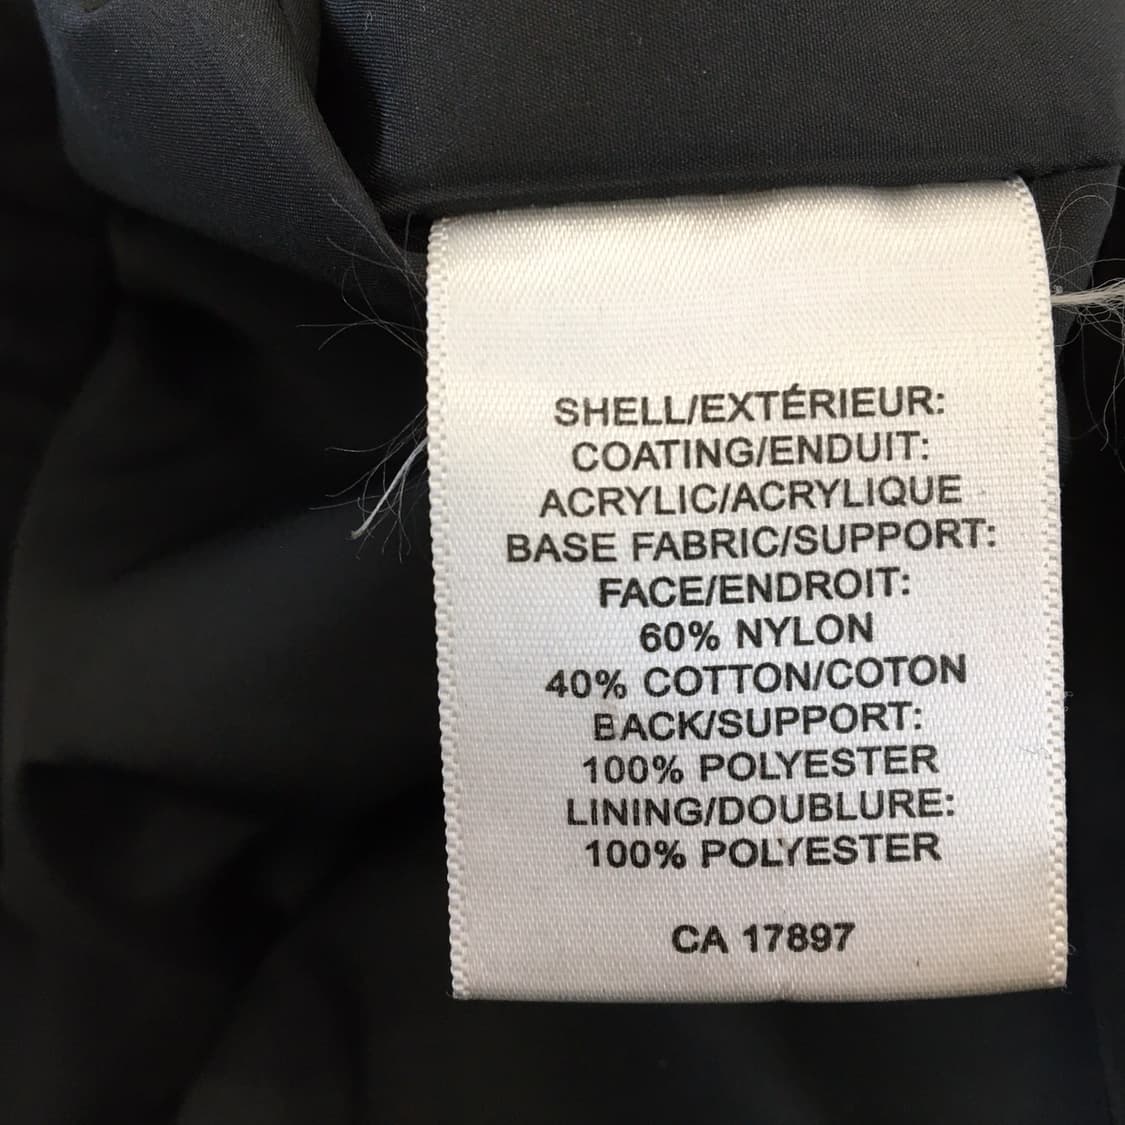 SHELL/EXTÉRIEUR:
COATING/ENDUIT:
ACRYLIC/ACRYLIQUE
BASE FABRIC/SUPPORT:
FACE/ENDROIT:
60% NYLON
40% COTTON/COTON
BACK/SUPPORT:
100% POLYESTER
LINING/DOUBLURE:
100% POLYESTER
CA 17897